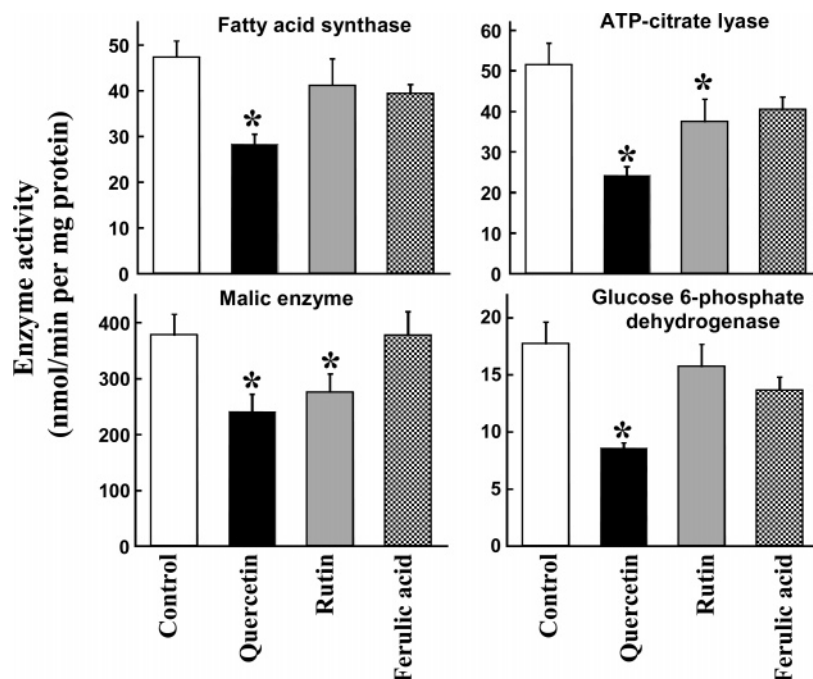 Enzyme activity
(nmol/min per mg protein)
Fatty acid synthase
50
40
30
20
10
0
*
ATP-citrate lyase
60
50
40
30
20
10
0
*
*
Malic enzyme
400
300
200
100
0
*
*
Glucose 6-phosphate
dehydrogenase
20
15
10
5
0
*
Control
Quercetin
Rutin
Ferulic acid
Control
Quercetin
Rutin
Ferulic acid